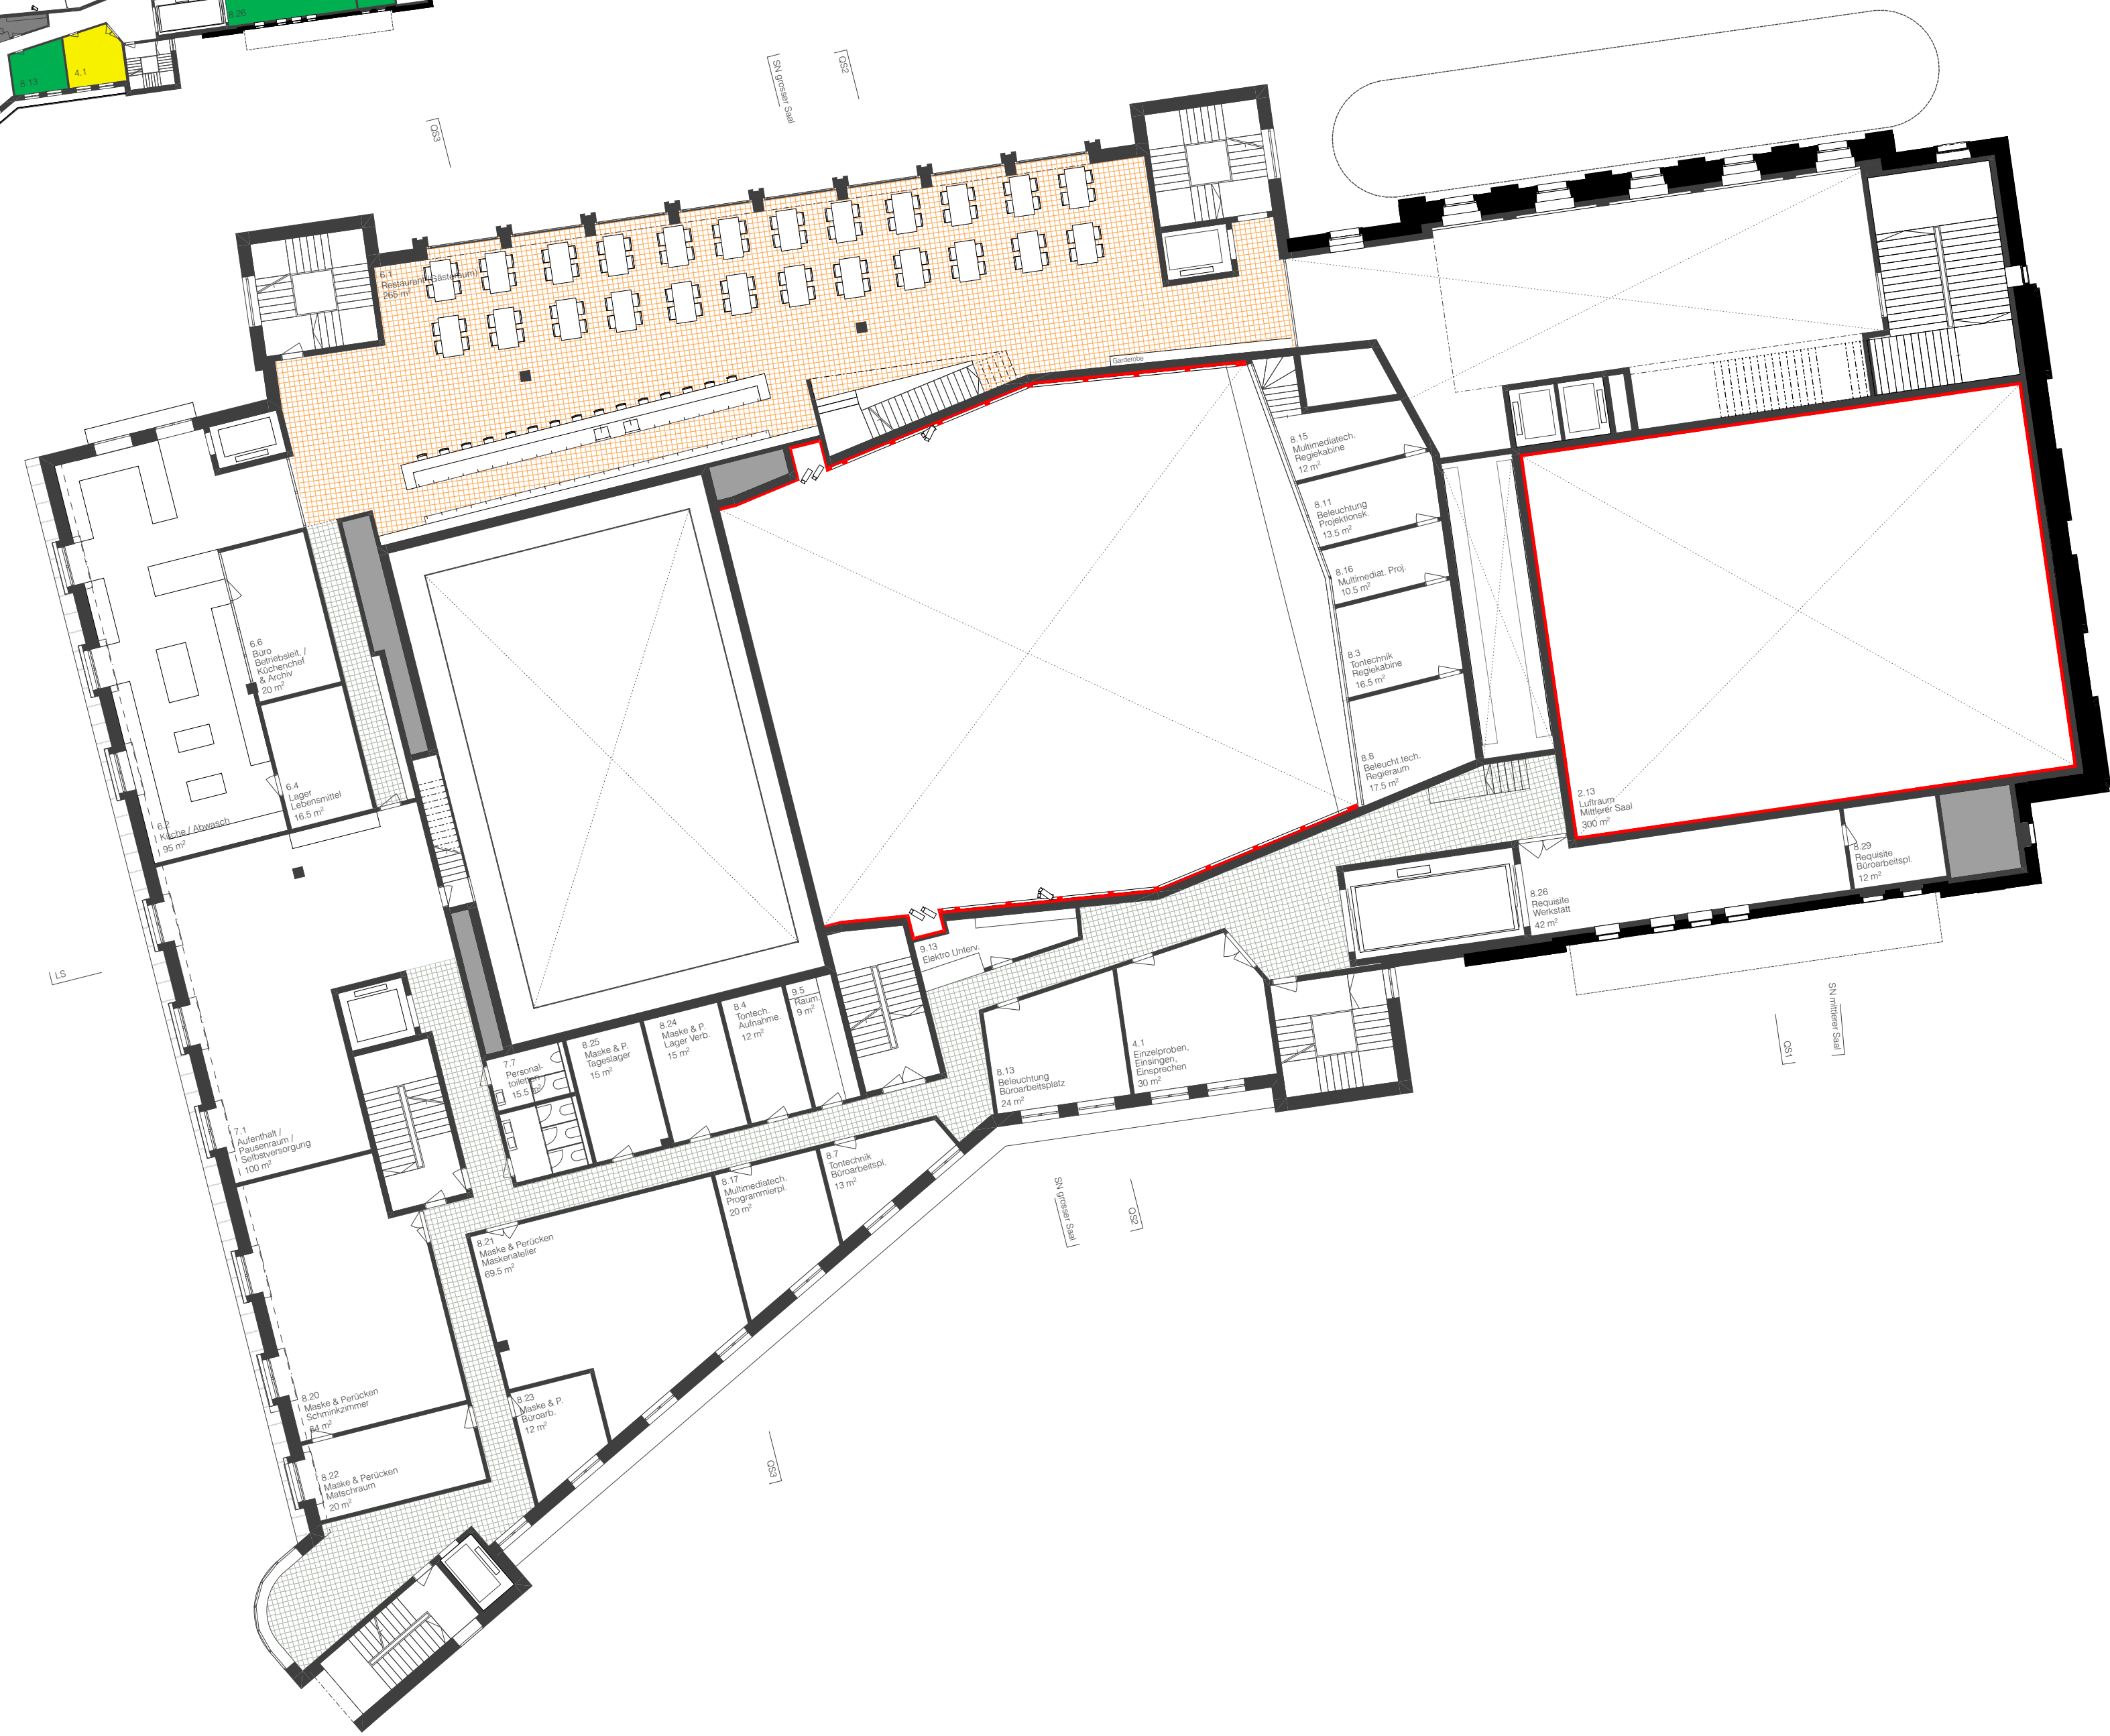 8.26
8.13
4.1
QS3
SN grosser Saal
QS2
6.1
Restaurant (Gästeraum)
265 m²
Garderobe
8.15
Multimediatech.
Regiekabine
12 m²
8.11
Beleuchtung
Projektionsk.
13.5 m²
8.16
Multimediat. Proj.
10.5 m²
8.3
Tontechnik
Regiekabine
16.5 m²
8.8
Beleucht.tech.
Regieraum
17.5 m²
6.6
Büro
Betriebsleit. /
Küchenchef
& Archiv
20 m²
6.4
Lager
Lebensmittel
16.5 m²
6.2
Küche / Abwasch
95 m²
2.13
Luftraum
Mittlerer Saal
300 m²
8.29
Requisite
Büroarbeitspl.
12 m²
8.26
Requisite
Werkstatt
42 m²
LS
9.13
Elektro Unterv.
9.5
Raum.
9 m²
8.4
Tontech.
Aufnahme.
12 m²
8.24
Maske & P.
Lager Verb.
15 m²
8.25
Maske & P.
Tageslager
15 m²
7.7
Personal-
toiletten
15.5 m²
4.1
Einzelproben,
Einsingen,
Einsprechen
30 m²
8.13
Beleuchtung
Büroarbeitsplatz
24 m²
SN mittlerer Saal
QS1
7.1
Aufenthalt /
Pausenraum /
Selbstversorgung
100 m²
8.7
Tontechnik
Büroarbeitspl.
13 m²
8.17
Multimediatech.
Programmierpl.
20 m²
SN grosser Saal
QS2
8.21
Maske & Perücken
Maskenatelier
69.5 m²
8.20
Maske & Perücken
Schminkzimmer
64 m²
8.23
Maske & P.
Büroarb.
12 m²
8.22
Maske & Perücken
Matschraum
20 m²
QS3